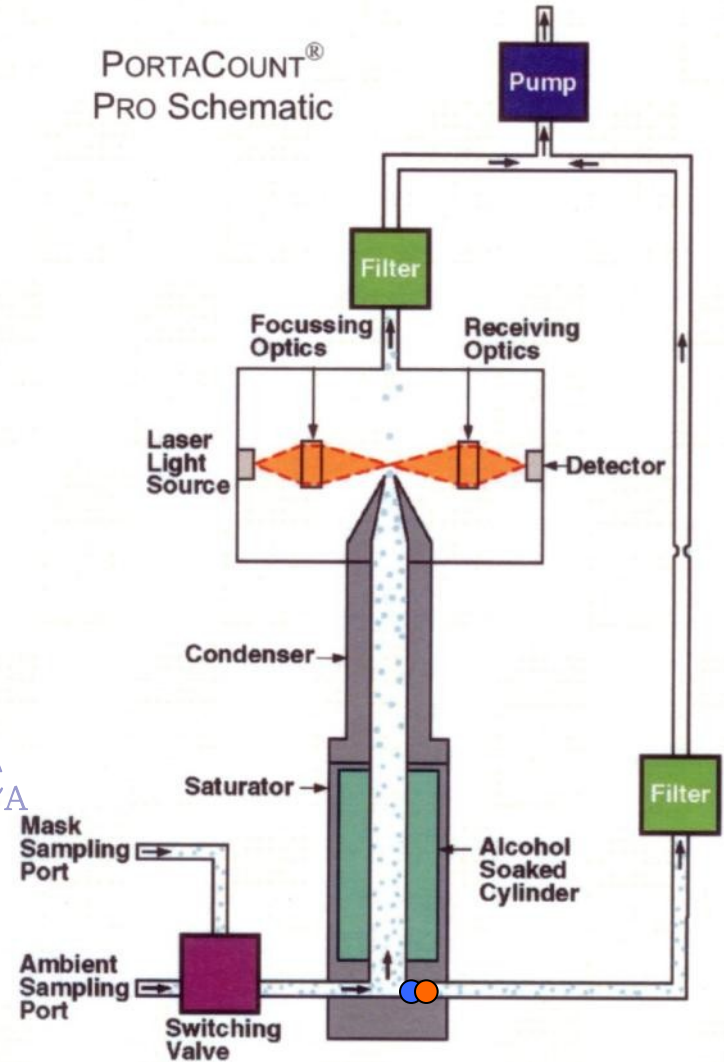 PORTACOUNT®
PRO Schematic
Pump
Filter
Focussing
Optics
Receiving
Optics
Laser
Light
Source
Detector
Condenser
Saturator
Filter
A
Mask
Sampling
Port
Alcohol
Soaked
Cylinder
Ambient
Sampling
Port
Switching
Valve